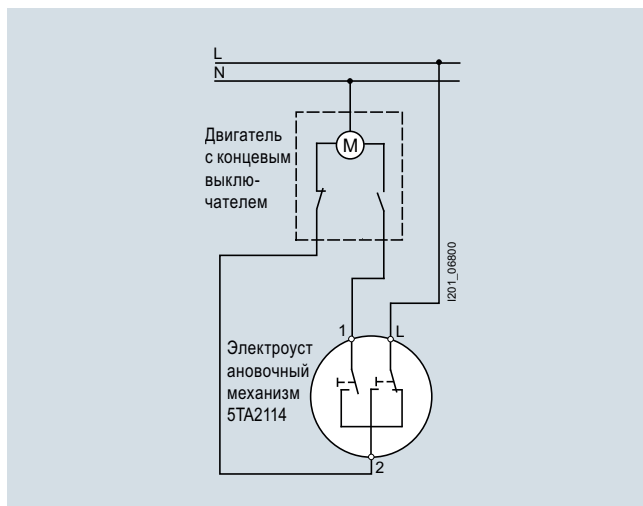 L
N
Двигатель
с концевым
выклю-
чателем
M
I201_06800
1
L
Электроуст
ановочный
механизм
5TA2114
2